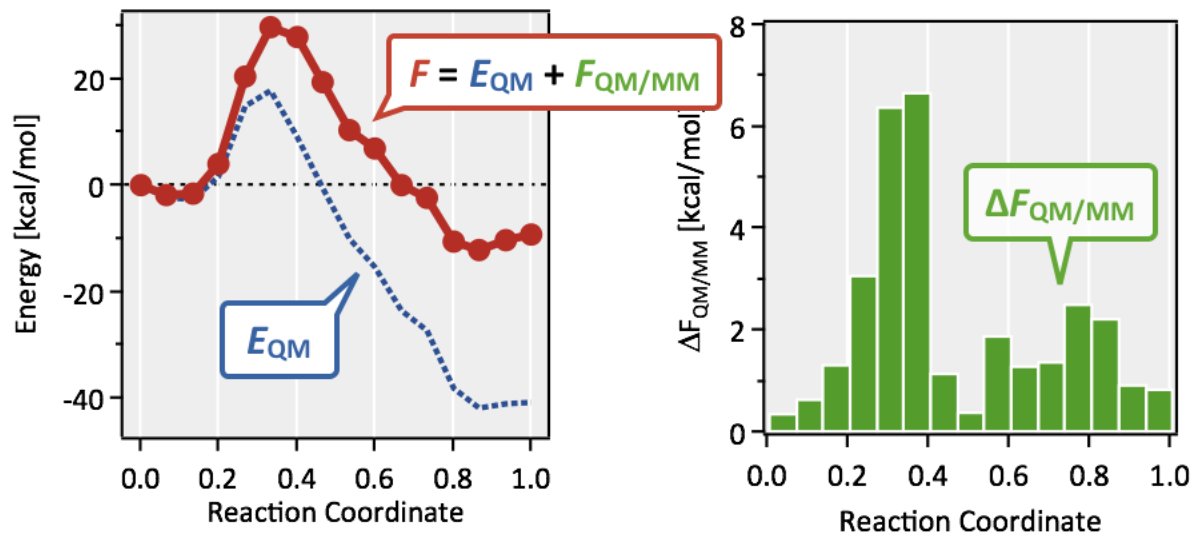 20
0
-20
-40
Energy [kcal/mol]
F = EQM + FQM/MM
EQM
0.0 0.2 0.4 0.6 0.8 1.0
Reaction Coordinate
8
6
4
2
0
ΔFQM/MM [kcal/mol]
ΔFQM/MM
0.0 0.2 0.4 0.6 0.8 1.0
Reaction Coordinate